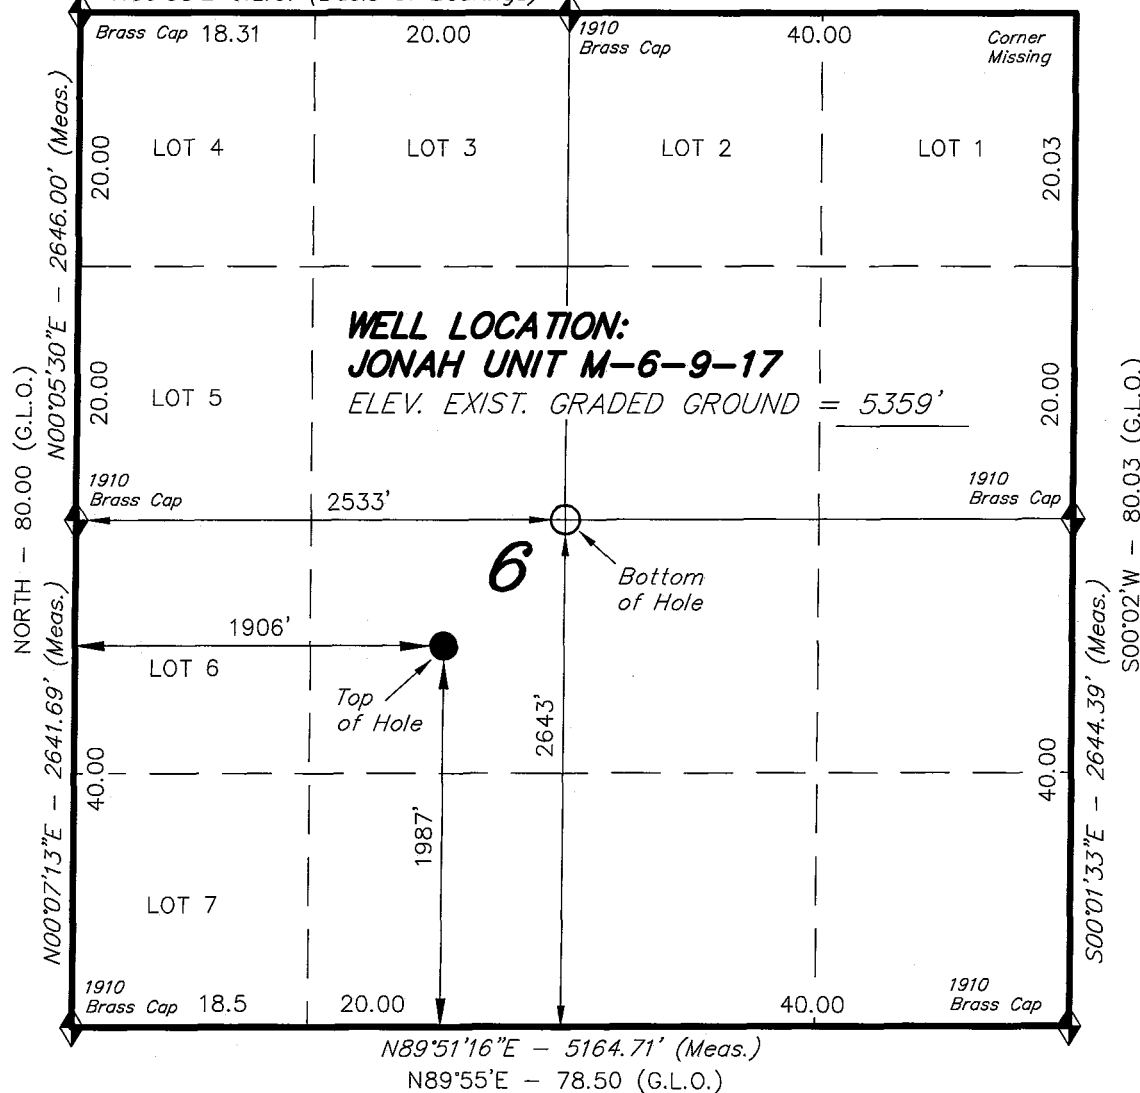 Brass Cap 18.31
20.00
1910
Brass Cap
40.00
Corner
Missing
LOT 4
LOT 3
LOT 2
LOT 1
20.00
20.03
N00°05'30"E - 2646.00' (Meas.)
WELL LOCATION:
JONAH UNIT M-6-9-17
ELEV. EXIST. GRADED GROUND = 5359'
LOT 5
20.00
20.00
NORTH - 80.00 (G.L.O.)
S00°02'W - 80.03 (G.L.O.)
1910
Brass Cap
2533'
1910
Brass Cap
6
Bottom
of Hole
1906'
LOT 6
Top
of Hole
2643'
1987'
40.00
40.00
N00°07'13"E - 2641.69' (Meas.)
S00°01'33"E - 2644.39' (Meas.)
LOT 7
1910
Brass Cap 18.5
20.00
40.00
1910
Brass Cap
N89°51'16"E - 5164.71' (Meas.)
N89°55'E - 78.50 (G.L.O.)